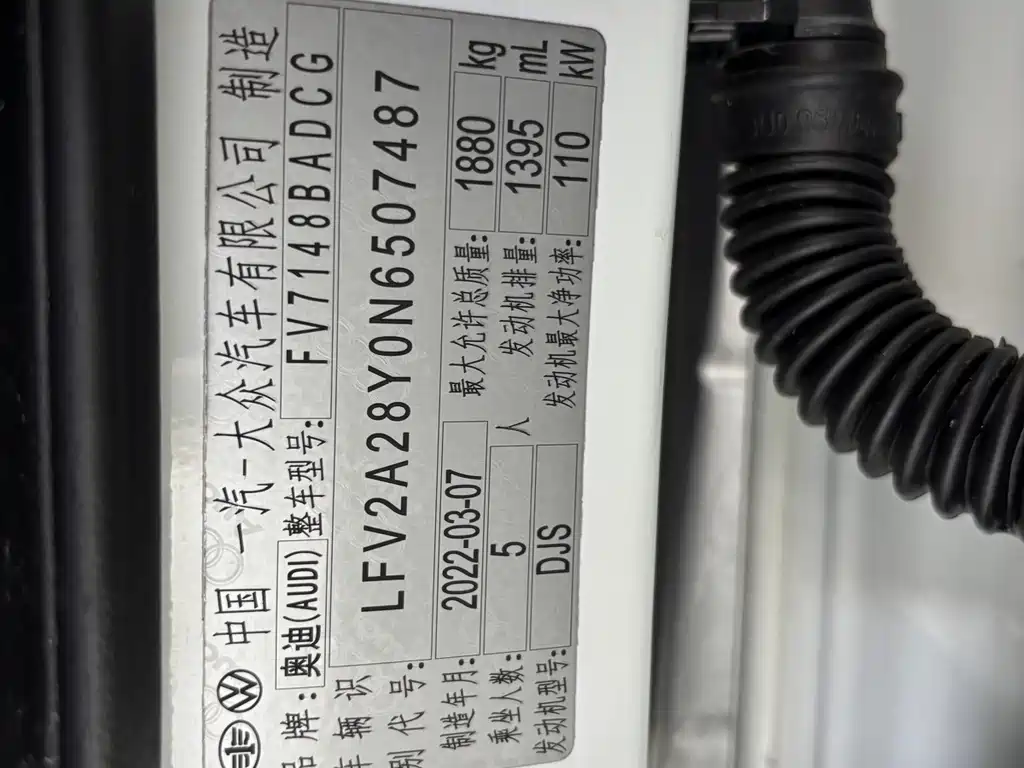 中国 一汽-大众汽车有限公司 制造
品牌: 奥迪(AUDI) 整车型号: FV7148BADCG
车辆识别代号: LFV2A28Y0N6507487
制造年月: 2022-03-07 最大允许总质量: 1880 kg
乘坐人数: 5 人 发动机排量: 1395 mL
发动机型号: DJS 发动机最大净功率: 110 kW